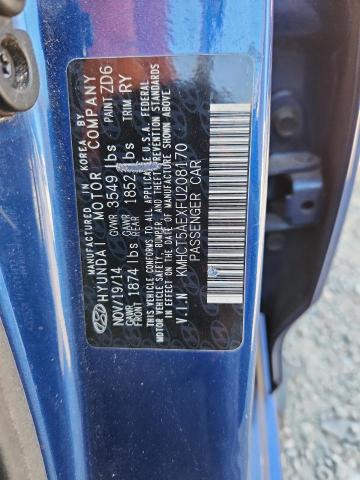 MANUFACTURED BY
HYUNDAI MOTOR COMPANY
IN KOREA
NOV/19/14 GVWR 3549 lbs PAINT ZD6
GAWR FRONT 1874 lbs GAWR REAR 1852 lbs TRIM RY
THIS VEHICLE CONFORMS TO ALL APPLICABLE U.S.A. FEDERAL
MOTOR VEHICLE SAFETY, BUMPER, AND THEFT PREVENTION STANDARDS
IN EFFECT ON THE DATE OF MANUFACTURE SHOWN ABOVE.
V.I.N KMHCT5AEXFU208170
PASSENGER CAR